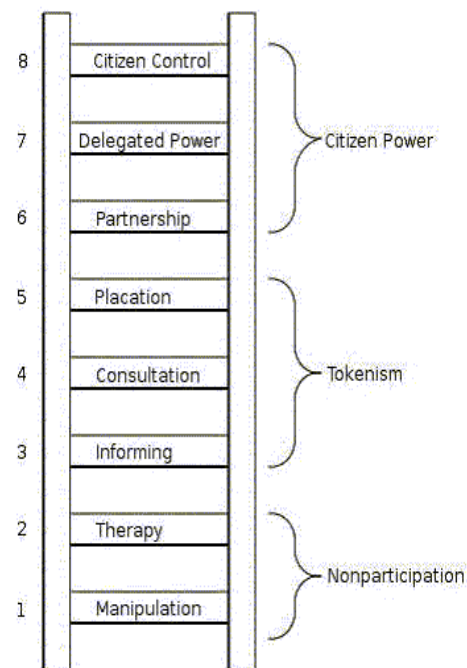 8 Citizen Control
7 Delegated Power
Citizen Power
6 Partnership
5 Placation
4 Consultation
Tokenism
3 Informing
2 Therapy
Nonparticipation
1 Manipulation